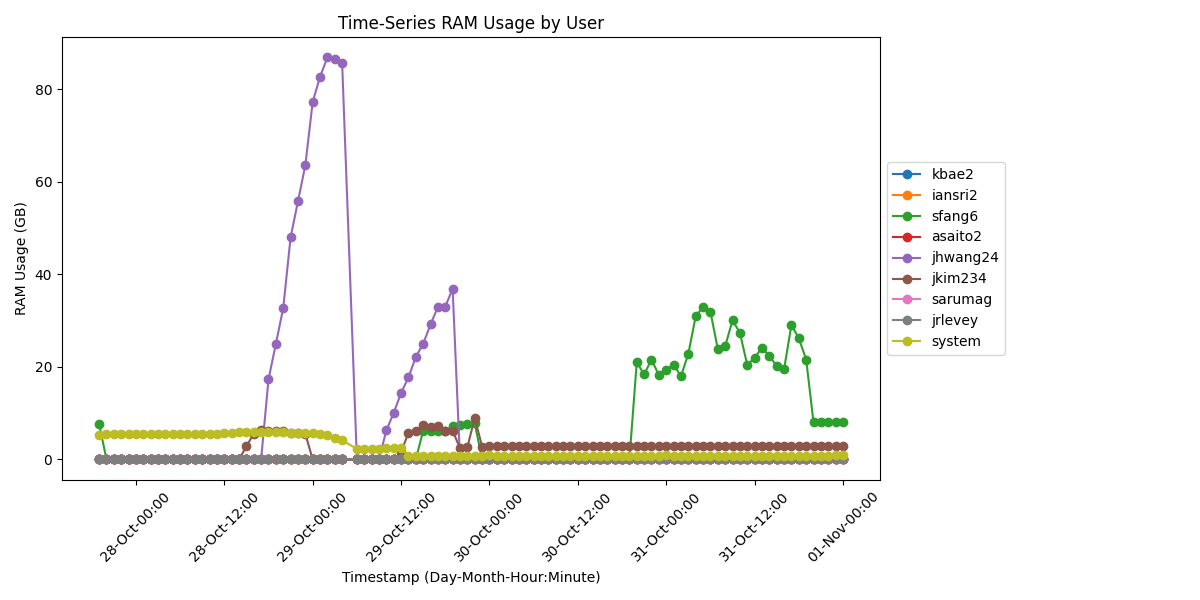 Time-Series RAM Usage by User
RAM Usage (GB)
80
60
40
20
0
28-Oct-00:00
28-Oct-12:00
29-Oct-00:00
29-Oct-12:00
30-Oct-00:00
30-Oct-12:00
31-Oct-00:00
31-Oct-12:00
01-Nov-00:00
Timestamp (Day-Month-Hour:Minute)
kbae2
iansri2
sfang6
asaito2
jhwang24
jkim234
sarumag
jrlevey
system